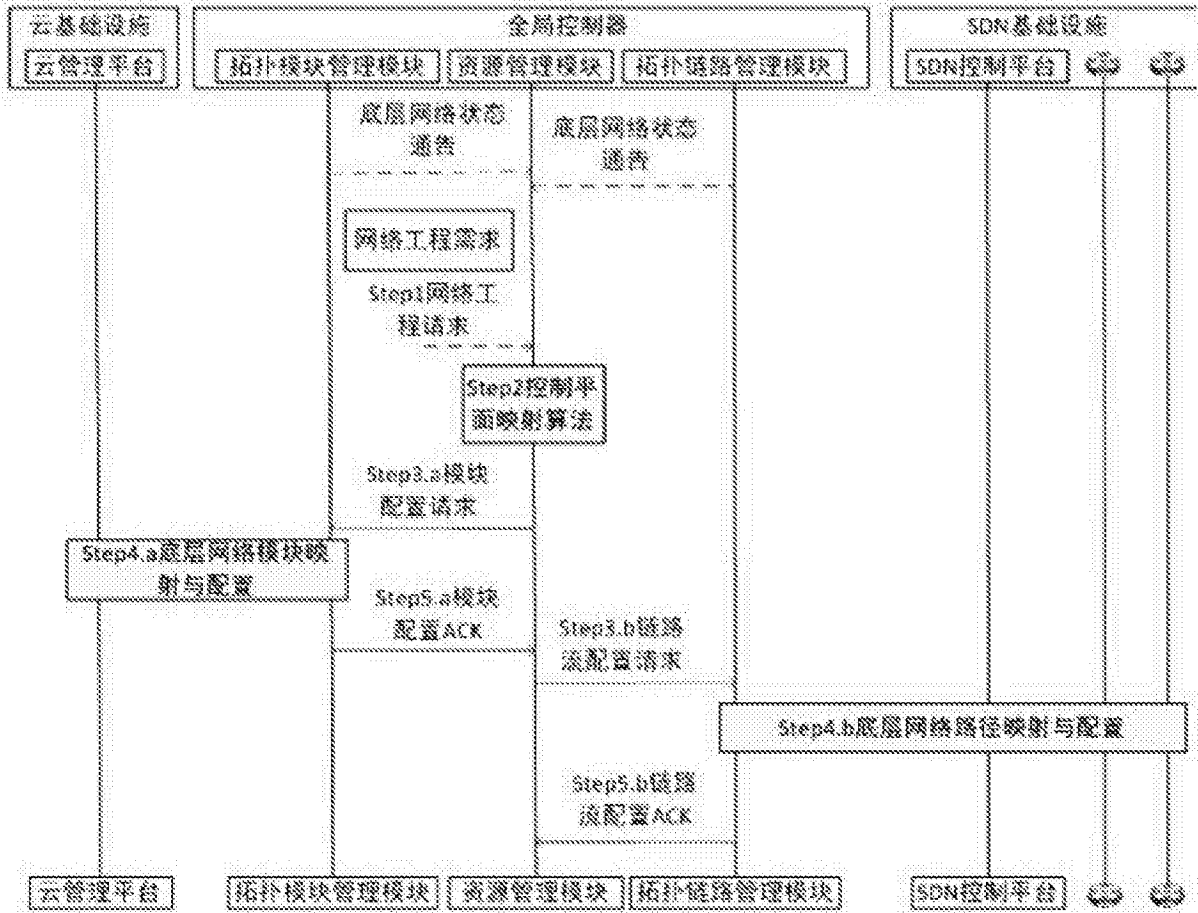 云基础设施
全局控制器
SDN基础设施
云管理平台
拓扑模块管理模块
资源管理模块
拓扑链路管理模块
SDN控制平台
底层网络状态
通告
底层网络状态
通告
网络工程需求
Step1网络工
程请求
Step2控制平
面映射算法
Step3.a模块
配置请求
Step4.a底层网络模块映
射与配置
Step5.a模块
配置ACK
Step3.b链路
流配置请求
Step4.b底层网络路径映射与配置
Step5.b链路
流配置ACK
云管理平台
拓扑模块管理模块
资源管理模块
拓扑链路管理模块
SDN控制平台